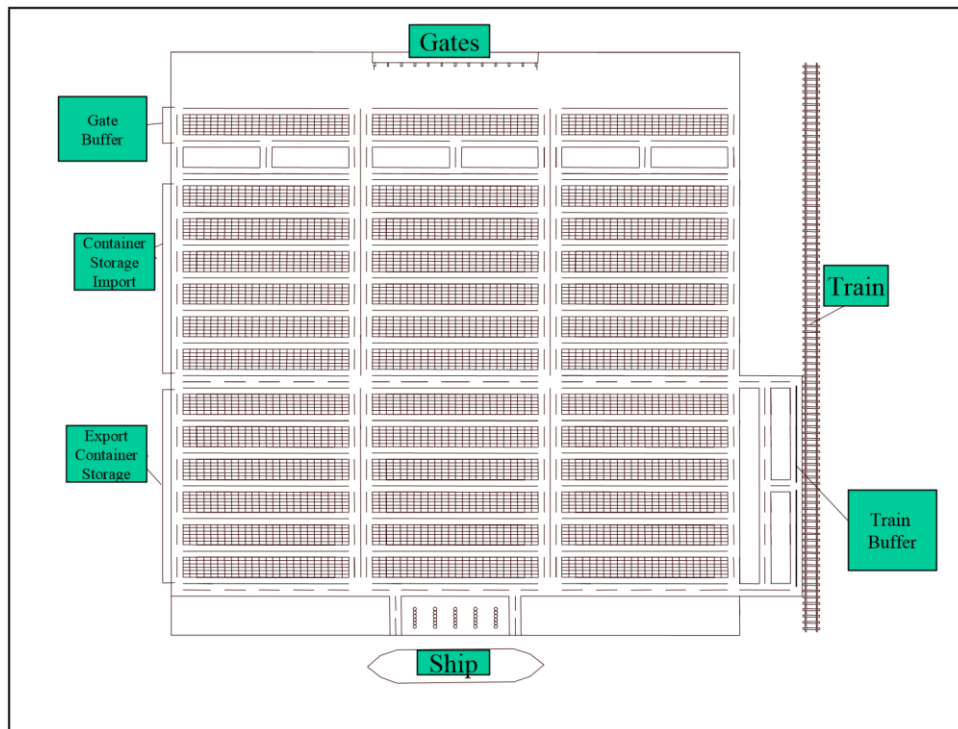 Gates
Gate
Buffer
Container
Storage
Import
Train
Export
Container
Storage
Train
Buffer
Ship